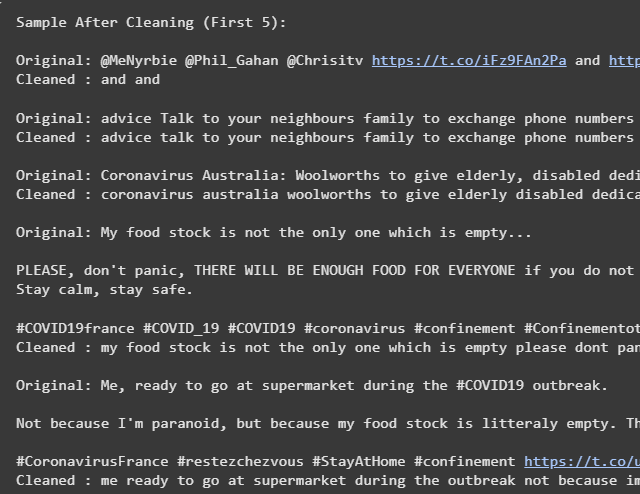 Sample After Cleaning (First 5):
Original: @MeNyrbie @Phil_Gahan @Chrisitv https://t.co/iFz9FAn2Pa and http
Cleaned : and and
Original: advice Talk to your neighbours family to exchange phone numbers
Cleaned : advice talk to your neighbours family to exchange phone numbers
Original: Coronavirus Australia: Woolworths to give elderly, disabled dedi
Cleaned : coronavirus australia woolworths to give elderly disabled dedica
Original: My food stock is not the only one which is empty...
PLEASE, don't panic, THERE WILL BE ENOUGH FOOD FOR EVERYONE if you do not
Stay calm, stay safe.
#COVID19france #COVID_19 #COVID19 #coronavirus #confinement #Confinementot
Cleaned : my food stock is not the only one which is empty please dont pan
Original: Me, ready to go at supermarket during the #COVID19 outbreak.
Not because I'm paranoid, but because my food stock is litteraly empty. Th
#CoronavirusFrance #restezchezvous #StayAtHome #confinement https://t.co/u
Cleaned : me ready to go at supermarket during the outbreak not because im